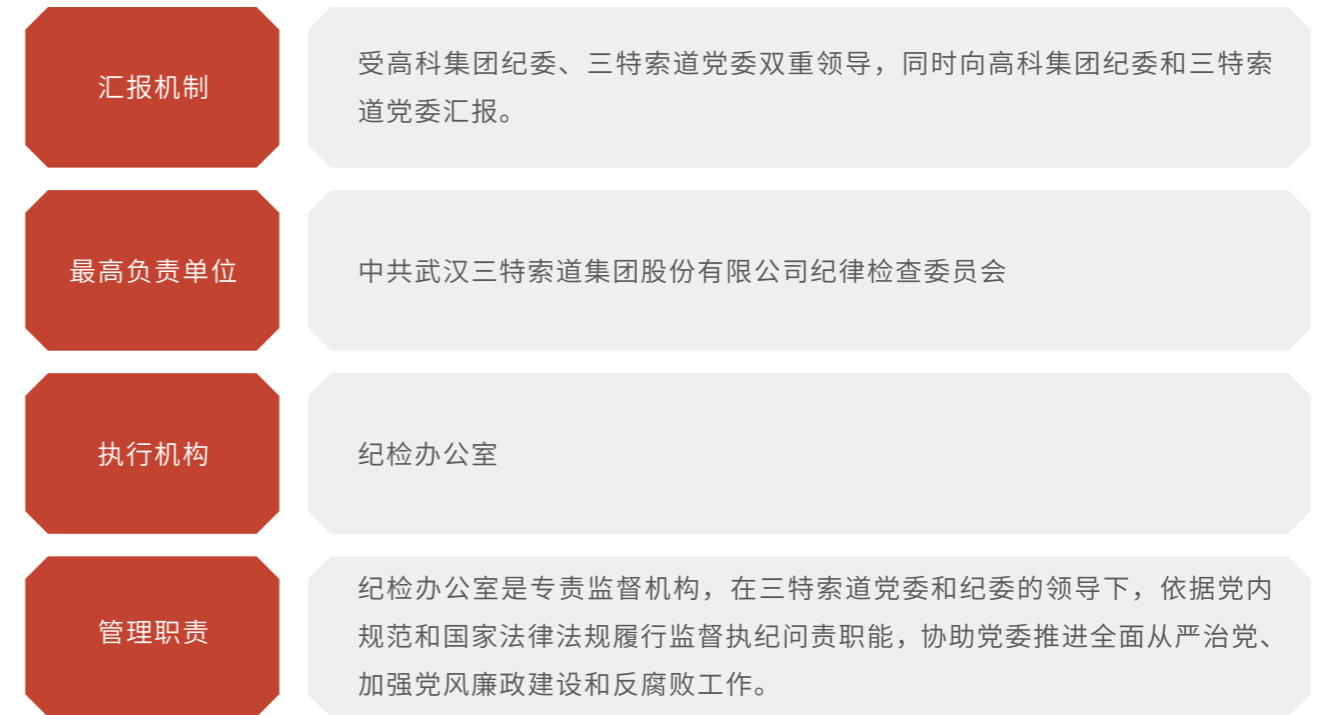 汇报机制
受高科集团纪委、三特索道党委双重领导，同时向高科集团纪委和三特索
道党委汇报。
最高负责单位
中共武汉三特索道集团股份有限公司纪律检查委员会
执行机构
纪检办公室
管理职责
纪检办公室是专责监督机构，在三特索道党委和纪委的领导下，依据党内
规范和国家法律法规履行监督执纪问责职能，协助党委推进全面从严治党、
加强党风廉政建设和反腐败工作。